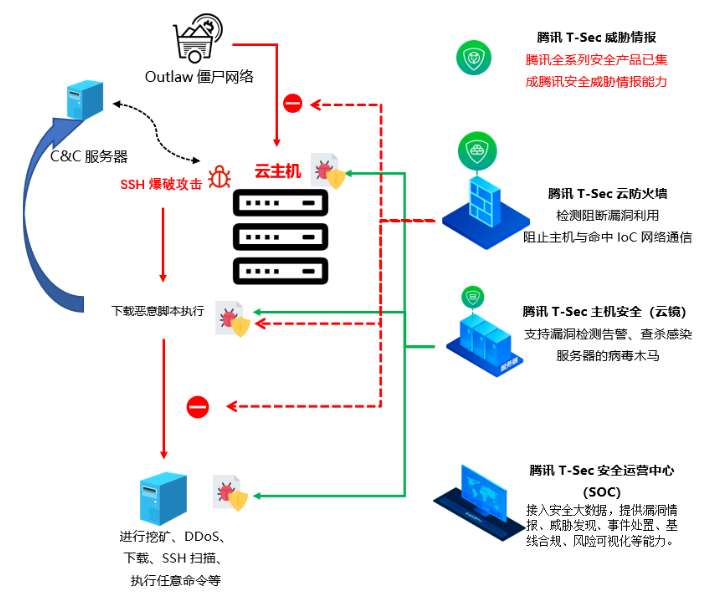 Outlaw 僵尸网络
C&C 服务器
SSH 爆破攻击
云主机
下载恶意脚本执行
进行挖矿、DDoS、
下载、SSH 扫描、
执行任意命令等
腾讯 T-Sec 威胁情报
腾讯全系列安全产品已集
成腾讯安全威胁情报能力
腾讯 T-Sec 云防火墙
检测阻断漏洞利用
阻止主机与命中 IoC 网络通信
腾讯 T-Sec 主机安全（云镜）
支持漏洞检测告警、查杀感染
服务器的病毒木马
服务器
腾讯 T-Sec 安全运营中心
（SOC）
接入安全大数据，提供漏洞情
报、威胁发现、事件处置、基
线合规、风险可视化等能力。